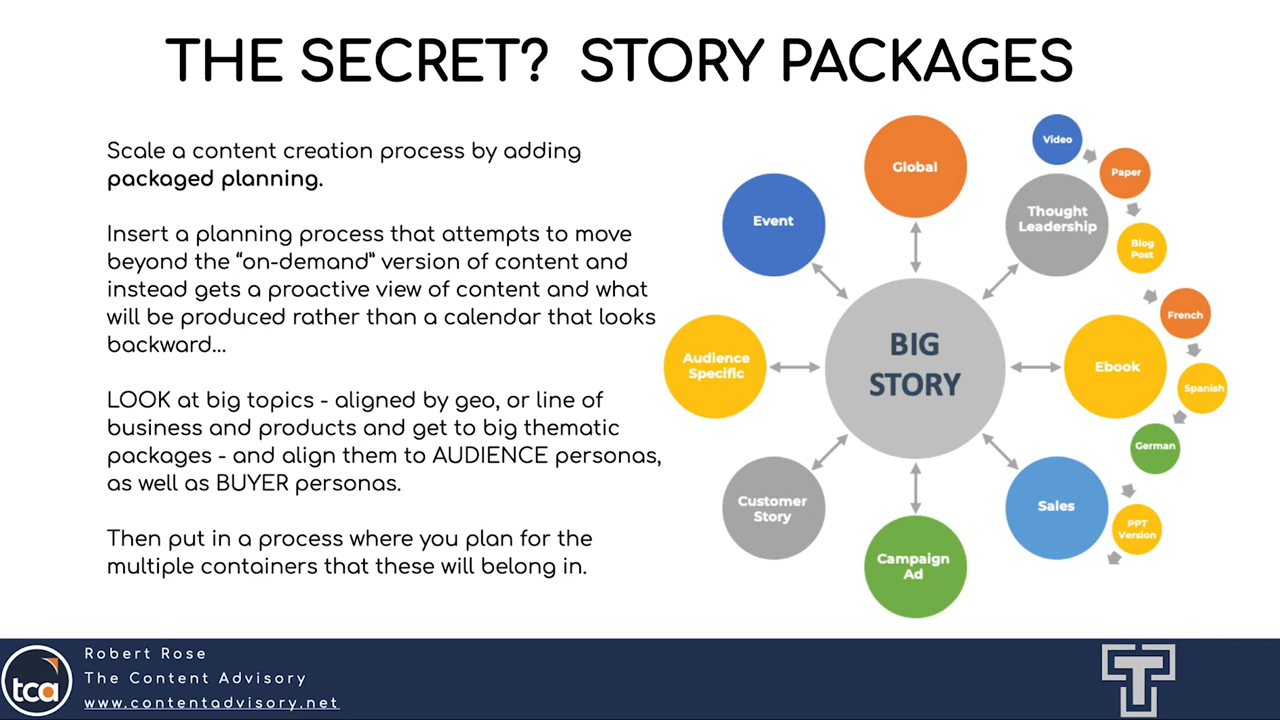 THE SECRET?  STORY PACKAGES
Scale a content creation process by adding
packaged planning.
Insert a planning process that attempts to move
beyond the “on-demand” version of content and
instead gets a proactive view of content and what
will be produced rather than a calendar that looks
backward...
LOOK at big topics - aligned by geo, or line of
business and products and get to big thematic
packages - and align them to AUDIENCE personas,
as well as BUYER personas.
Then put in a process where you plan for the
multiple containers that these will belong in.
BIG
STORY
Global
Thought
Leadership
Ebook
Sales
Campaign
Ad
Customer
Story
Audience
Specific
Event
Video
Paper
Blog
Post
French
Spanish
German
PPT
Version
tca
Robert Rose
The Content Advisory
www.contentadvisory.net
T